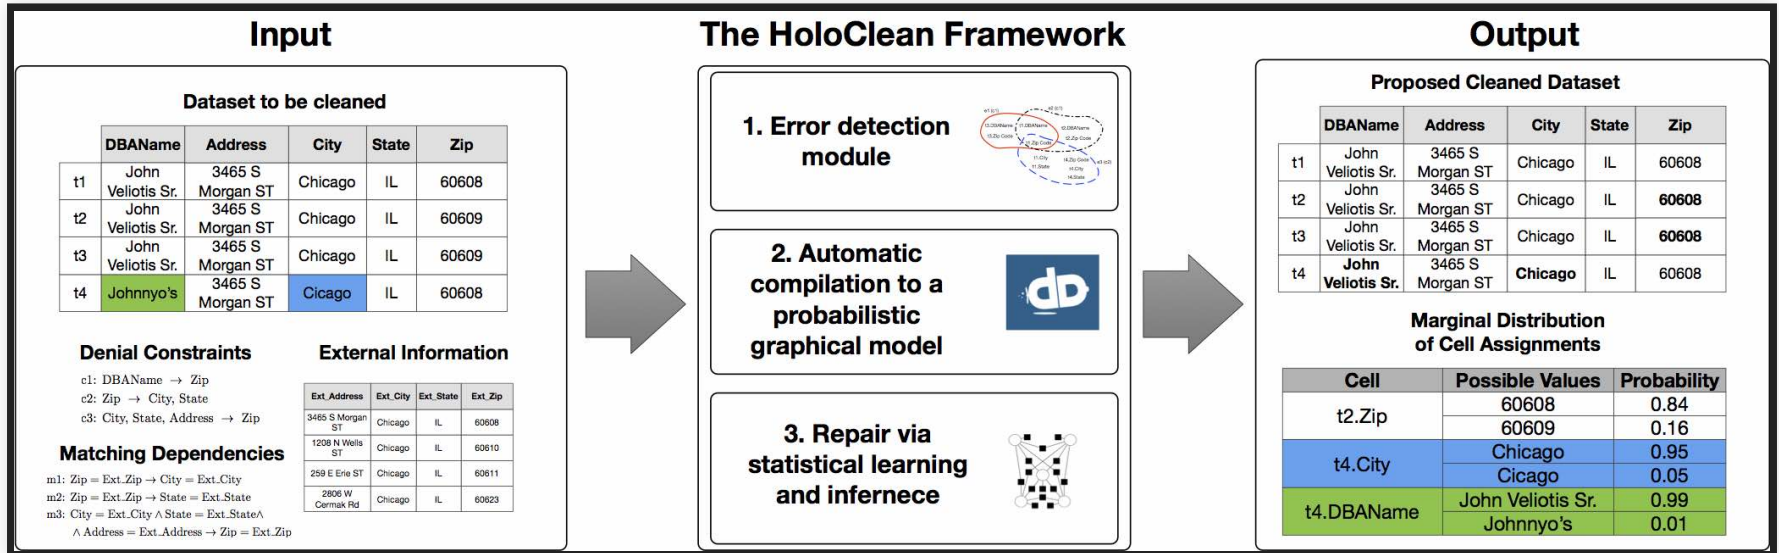 Input
The HoloClean Framework
Output
Dataset to be cleaned
DBAName Address City State Zip
t1 John Veliotis Sr. 3465 S Morgan ST Chicago IL 60608
t2 John Veliotis Sr. 3465 S Morgan ST Chicago IL 60609
t3 John Veliotis Sr. 3465 S Morgan ST Chicago IL 60609
t4 Johnnyo's 3465 S Morgan ST Cicago IL 60608
Denial Constraints
c1: DBAName → Zip
c2: Zip → City, State
c3: City, State, Address → Zip
Matching Dependencies
m1: Zip = Ext_Zip → City = Ext_City
m2: Zip = Ext_Zip → State = Ext_State
m3: City = Ext_City ∧ State = Ext_State∧
∧ Address = Ext_Address → Zip = Ext_Zip
External Information
Ext_Address Ext_City Ext_State Ext_Zip
3465 S Morgan ST Chicago IL 60608
1208 N Wells ST Chicago IL 60610
259 E Erie ST Chicago IL 60611
2806 W Cermak Rd Chicago IL 60623
1. Error detection
module
2. Automatic
compilation to a
probabilistic
graphical model
3. Repair via
statistical learning
and infernece
Proposed Cleaned Dataset
DBAName Address City State Zip
t1 John Veliotis Sr. 3465 S Morgan ST Chicago IL 60608
t2 John Veliotis Sr. 3465 S Morgan ST Chicago IL 60608
t3 John Veliotis Sr. 3465 S Morgan ST Chicago IL 60608
t4 John Veliotis Sr. 3465 S Morgan ST Chicago IL 60608
Marginal Distribution
of Cell Assignments
Cell Possible Values Probability
t2.Zip 60608 0.84
60609 0.16
t4.City Chicago 0.95
Cicago 0.05
t4.DBAName John Veliotis Sr. 0.99
Johnnyo's 0.01